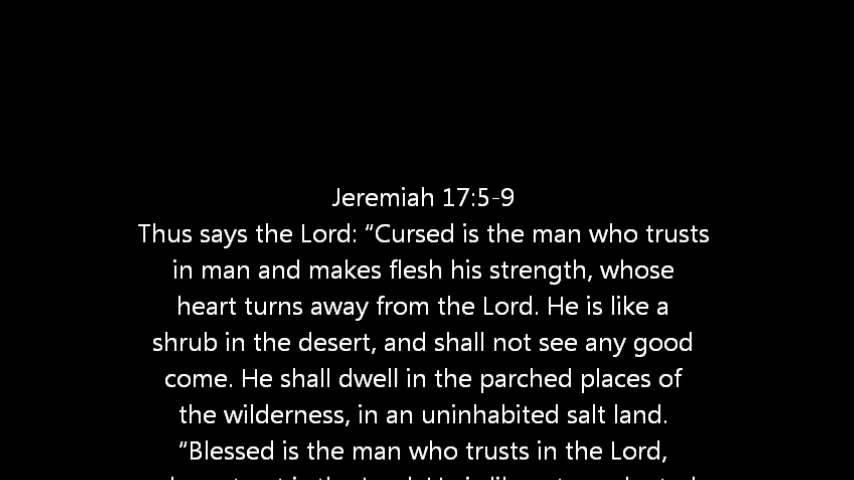 Jeremiah 17:5-9
Thus says the Lord: “Cursed is the man who trusts
in man and makes flesh his strength, whose
heart turns away from the Lord. He is like a
shrub in the desert, and shall not see any good
come. He shall dwell in the parched places of
the wilderness, in an uninhabited salt land.
“Blessed is the man who trusts in the Lord,